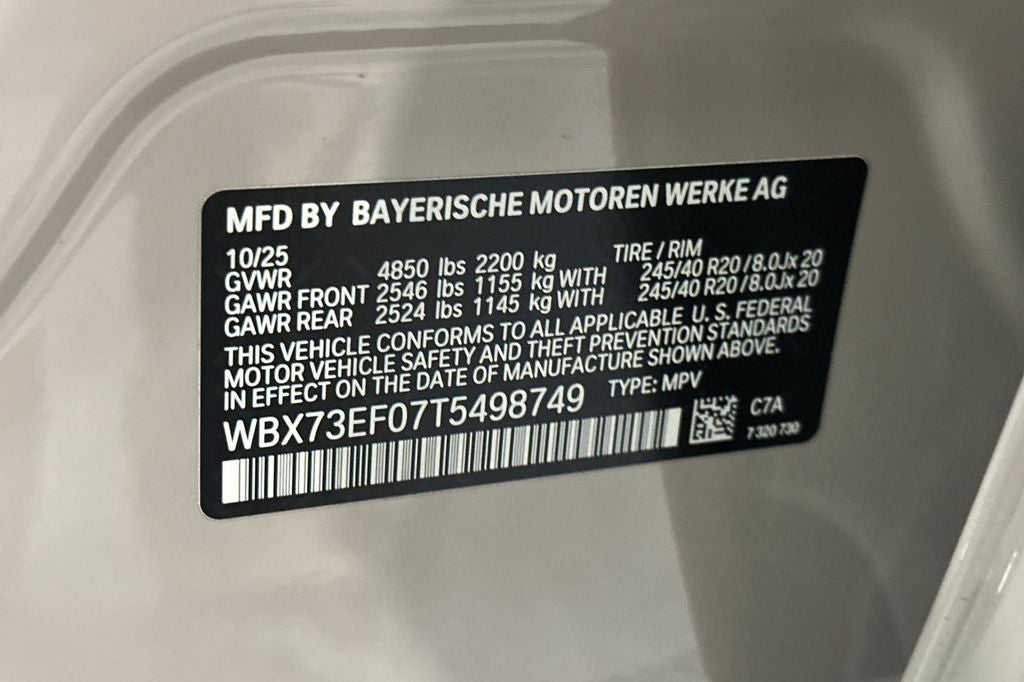 MFD BY BAYERISCHE MOTOREN WERKE AG
10/25
GVWR 4850 lbs 2200 kg TIRE / RIM
GAWR FRONT 2546 lbs 1155 kg WITH 245/40 R20 /8.0Jx 20
GAWR REAR 2524 lbs 1145 kg WITH 245/40 R20 /8.0Jx 20
THIS VEHICLE CONFORMS TO ALL APPLICABLE U. S. FEDERAL
MOTOR VEHICLE SAFETY AND THEFT PREVENTION STANDARDS
IN EFFECT ON THE DATE OF MANUFACTURE SHOWN ABOVE.
WBX73EF07T5498749 TYPE: MPV
C7A
7 320 730